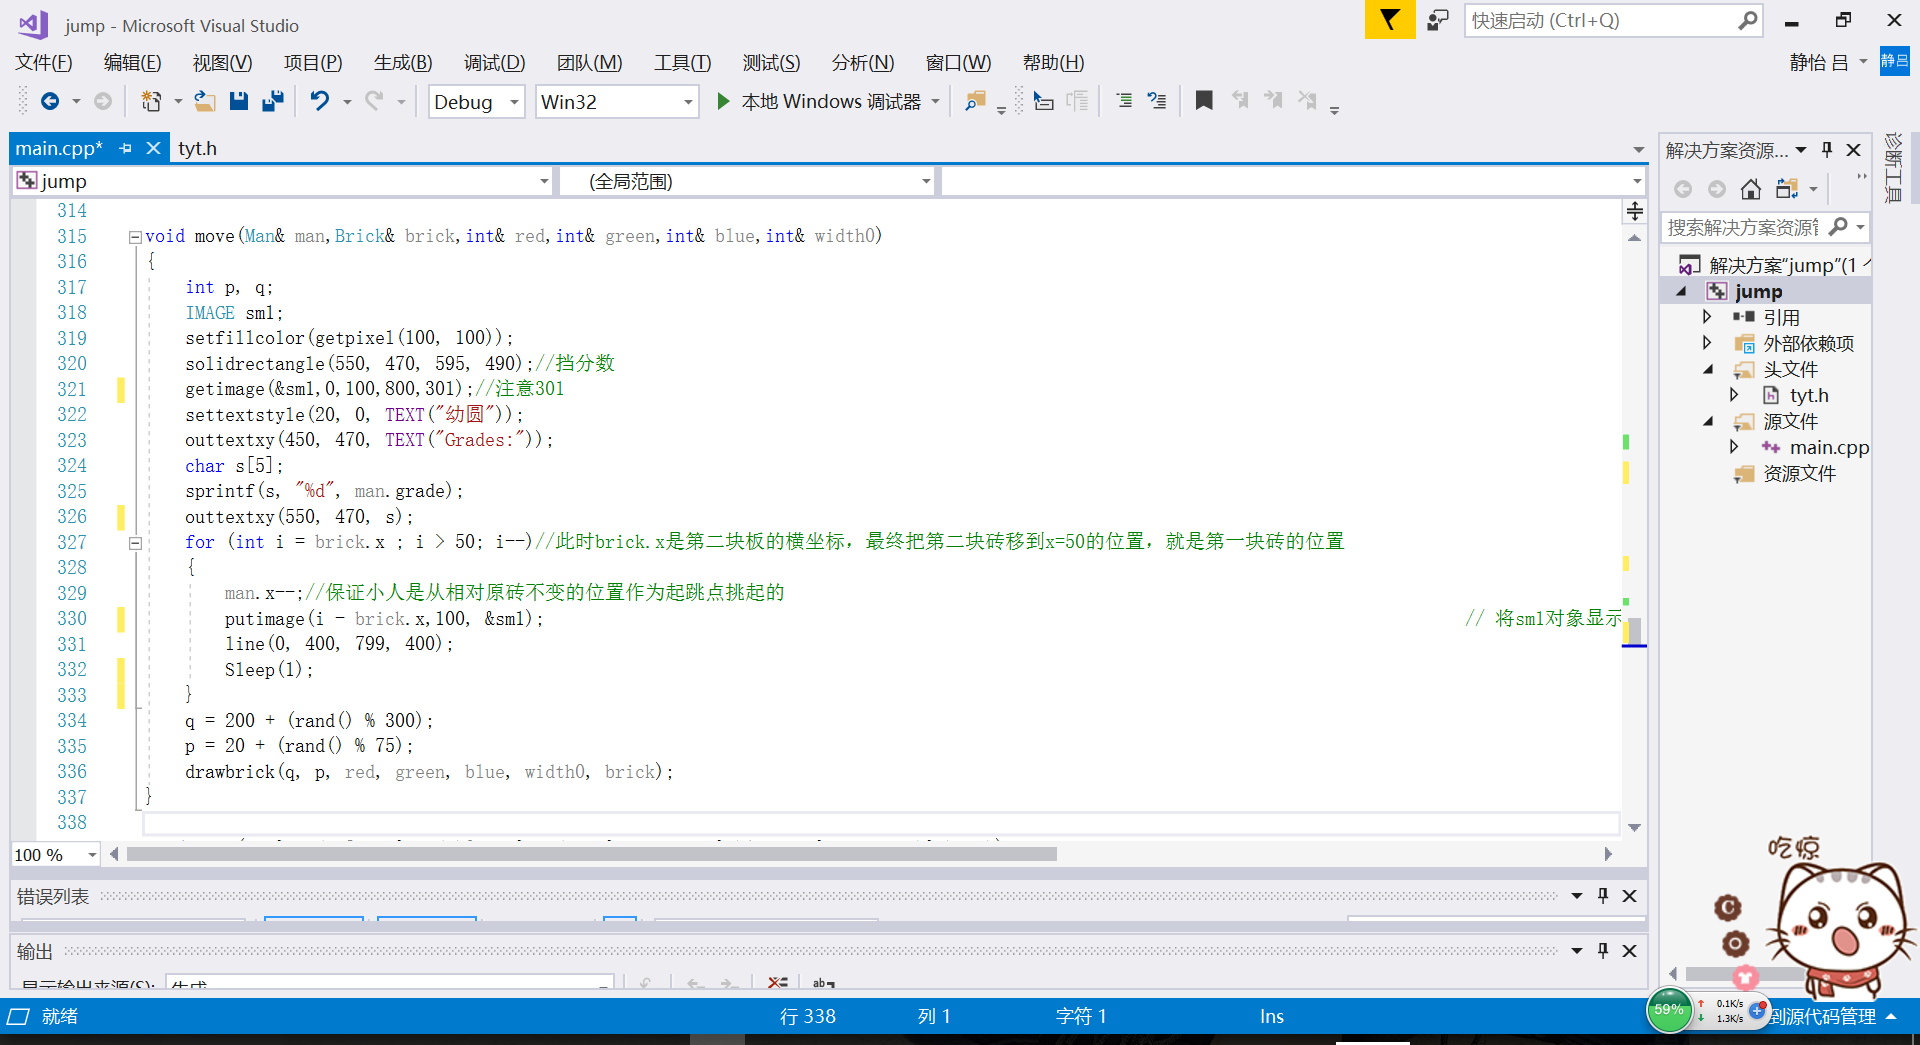 jump - Microsoft Visual Studio
快速启动 (Ctrl+Q)
文件(F) 编辑(E) 视图(V) 项目(P) 生成(B) 调试(D) 团队(M) 工具(T) 测试(S) 分析(N) 窗口(W) 帮助(H)
静怡 吕
静吕
Debug Win32 本地 Windows 调试器
main.cpp* tyt.h
jump (全局范围)
314
315 void move(Man& man,Brick& brick,int& red,int& green,int& blue,int& width0)
316 {
317 int p, q;
318 IMAGE sml;
319 setfillcolor(getpixel(100, 100));
320 solidrectangle(550, 470, 595, 490);//挡分数
321 getimage(&sml,0,100,800,301);//注意301
322 settextstyle(20, 0, TEXT("幼圆"));
323 outtextxy(450, 470, TEXT("Grades:"));
324 char s[5];
325 sprintf(s, "%d", man.grade);
326 outtextxy(550, 470, s);
327 for (int i = brick.x ; i > 50; i--)//此时brick.x是第二块板的横坐标，最终把第二块砖移到x=50的位置，就是第一块砖的位置
328 {
329 man.x--;//保证小人是从相对原砖不变的位置作为起跳点挑起的
330 putimage(i - brick.x,100, &sml); // 将sml对象显示
331 line(0, 400, 799, 400);
332 Sleep(1);
333 }
334 q = 200 + (rand() % 300);
335 p = 20 + (rand() % 75);
336 drawbrick(q, p, red, green, blue, width0, brick);
337 }
338
100 %
错误列表
输出
显示输出来源(S): 生成
解决方案资源...
搜索解决方案资源管
解决方案"jump"(1 个
jump
引用
外部依赖项
头文件
tyt.h
源文件
main.cpp
资源文件
诊断工具
吃惊
C
就绪 行 338 列 1 字符 1 Ins
59%
0.1K/s
1.3K/s
到源代码管理